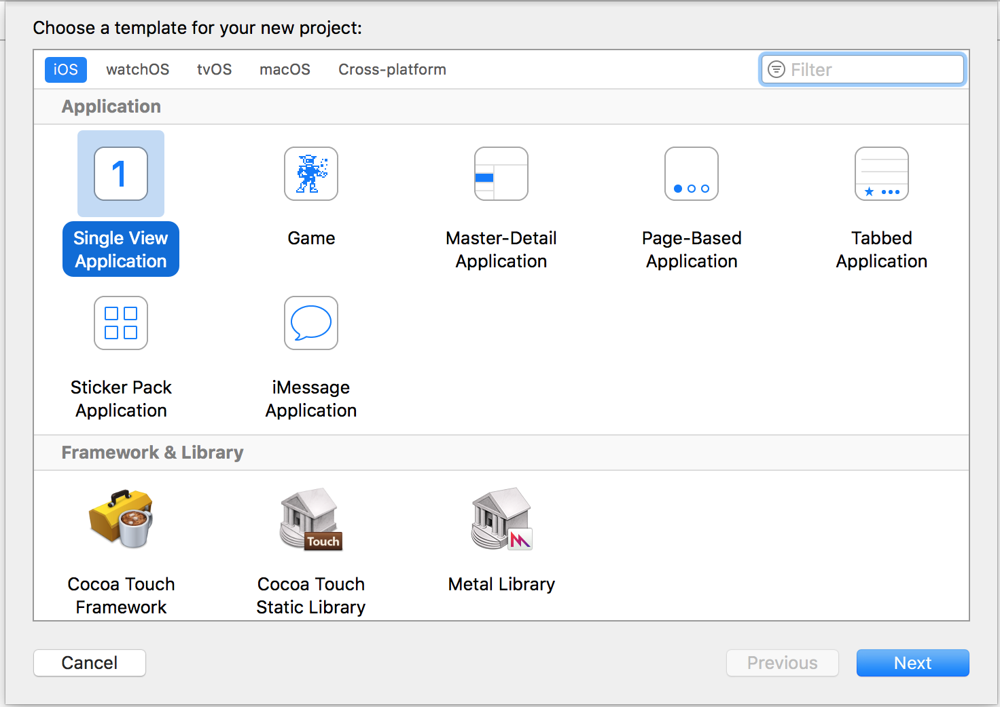 Choose a template for your new project:
iOS watchOS tvOS macOS Cross-platform Filter
Application
1
Single View Application
Game
Master-Detail Application
Page-Based Application
Tabbed Application
Sticker Pack Application
iMessage Application
Framework & Library
Touch
Cocoa Touch Framework
Cocoa Touch Static Library
Metal Library
Cancel Previous Next